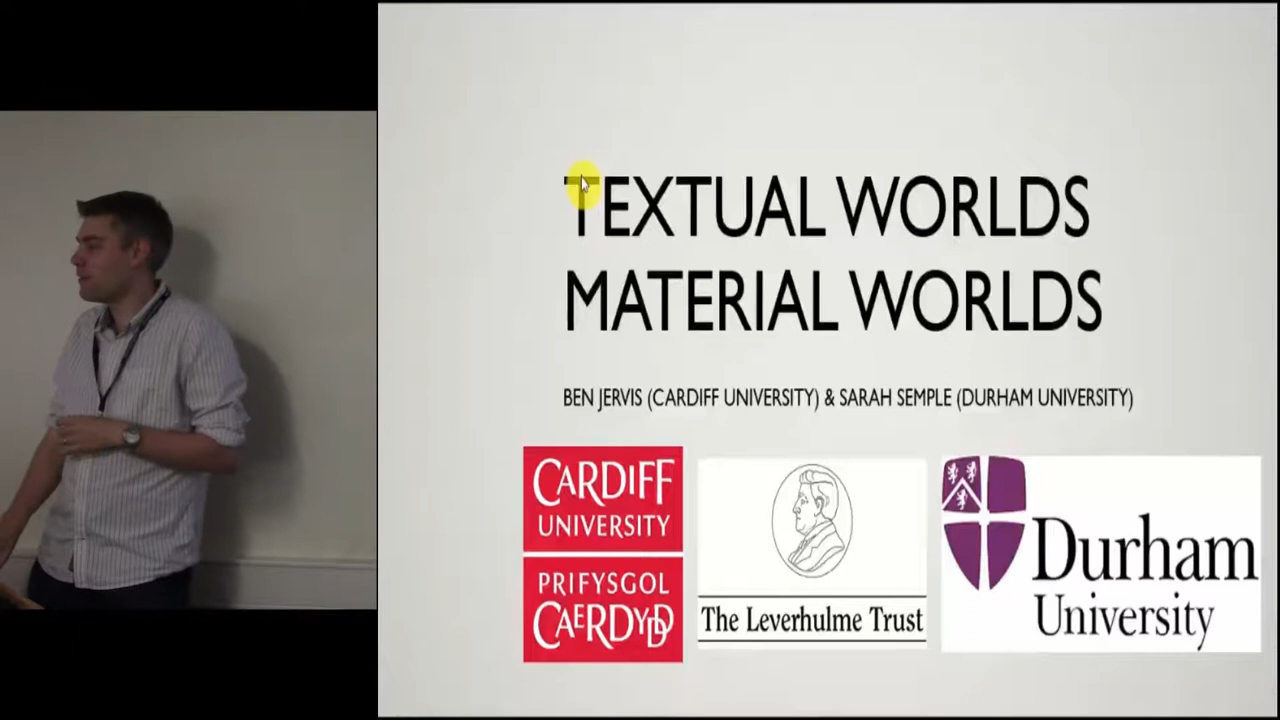 TEXTUAL WORLDS
MATERIAL WORLDS
BEN JERVIS (CARDIFF UNIVERSITY) & SARAH SEMPLE (DURHAM UNIVERSITY)
CARDIFF
UNIVERSITY
PRIFYSGOL
CAERDYDD
The Leverhulme Trust
Durham
University